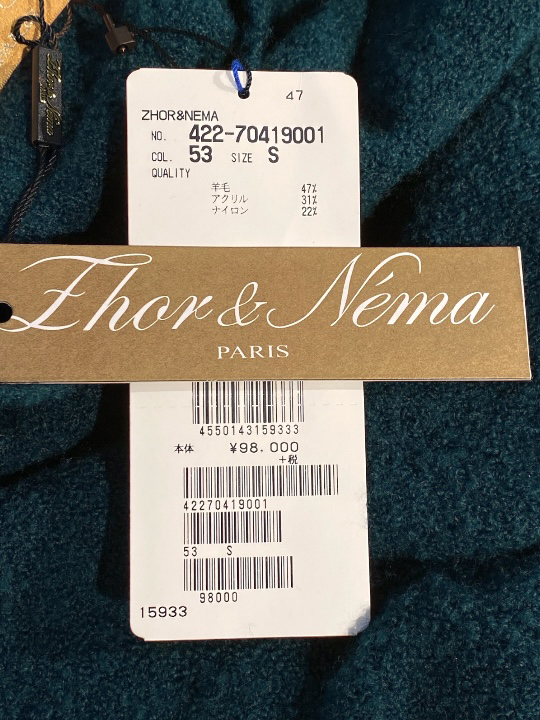 47
ZHOR&NEMA
NO. 422-70419001
COL. 53 SIZE S
QUALITY
羊毛 47%
アクリル 31%
ナイロン 22%
Zhor & Néma
PARIS
4550143159333
本体 ¥98.000
+税
42270419001
53 S
98000
15933